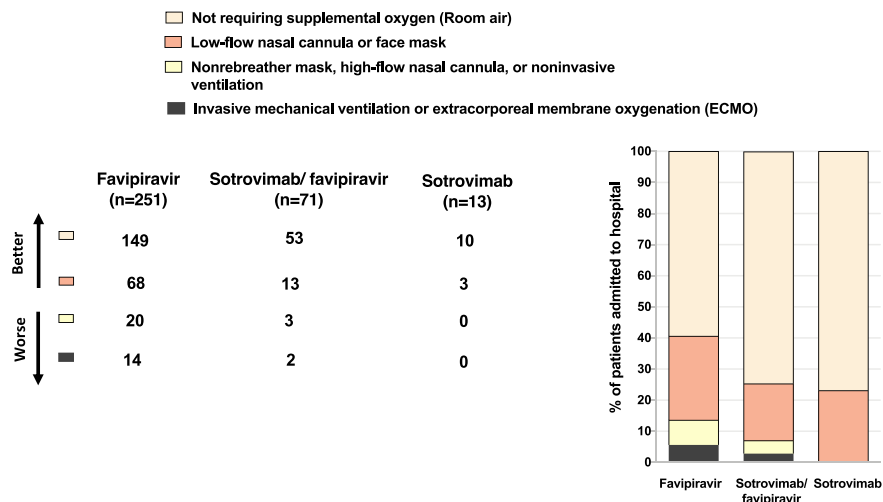 Not requiring supplemental oxygen (Room air)
Low-flow nasal cannula or face mask
Nonrebreather mask, high-flow nasal cannula, or noninvasive
ventilation
Invasive mechanical ventilation or extracorporeal membrane oxygenation (ECMO)
Favipiravir Sotrovimab/ favipiravir Sotrovimab
(n=251) (n=71) (n=13)
Better
149 53 10
68 13 3
Worse
20 3 0
14 2 0
% of patients admitted to hospital
100
90
80
70
60
50
40
30
20
10
0
Favipiravir Sotrovimab/ Sotrovimab
favipiravir